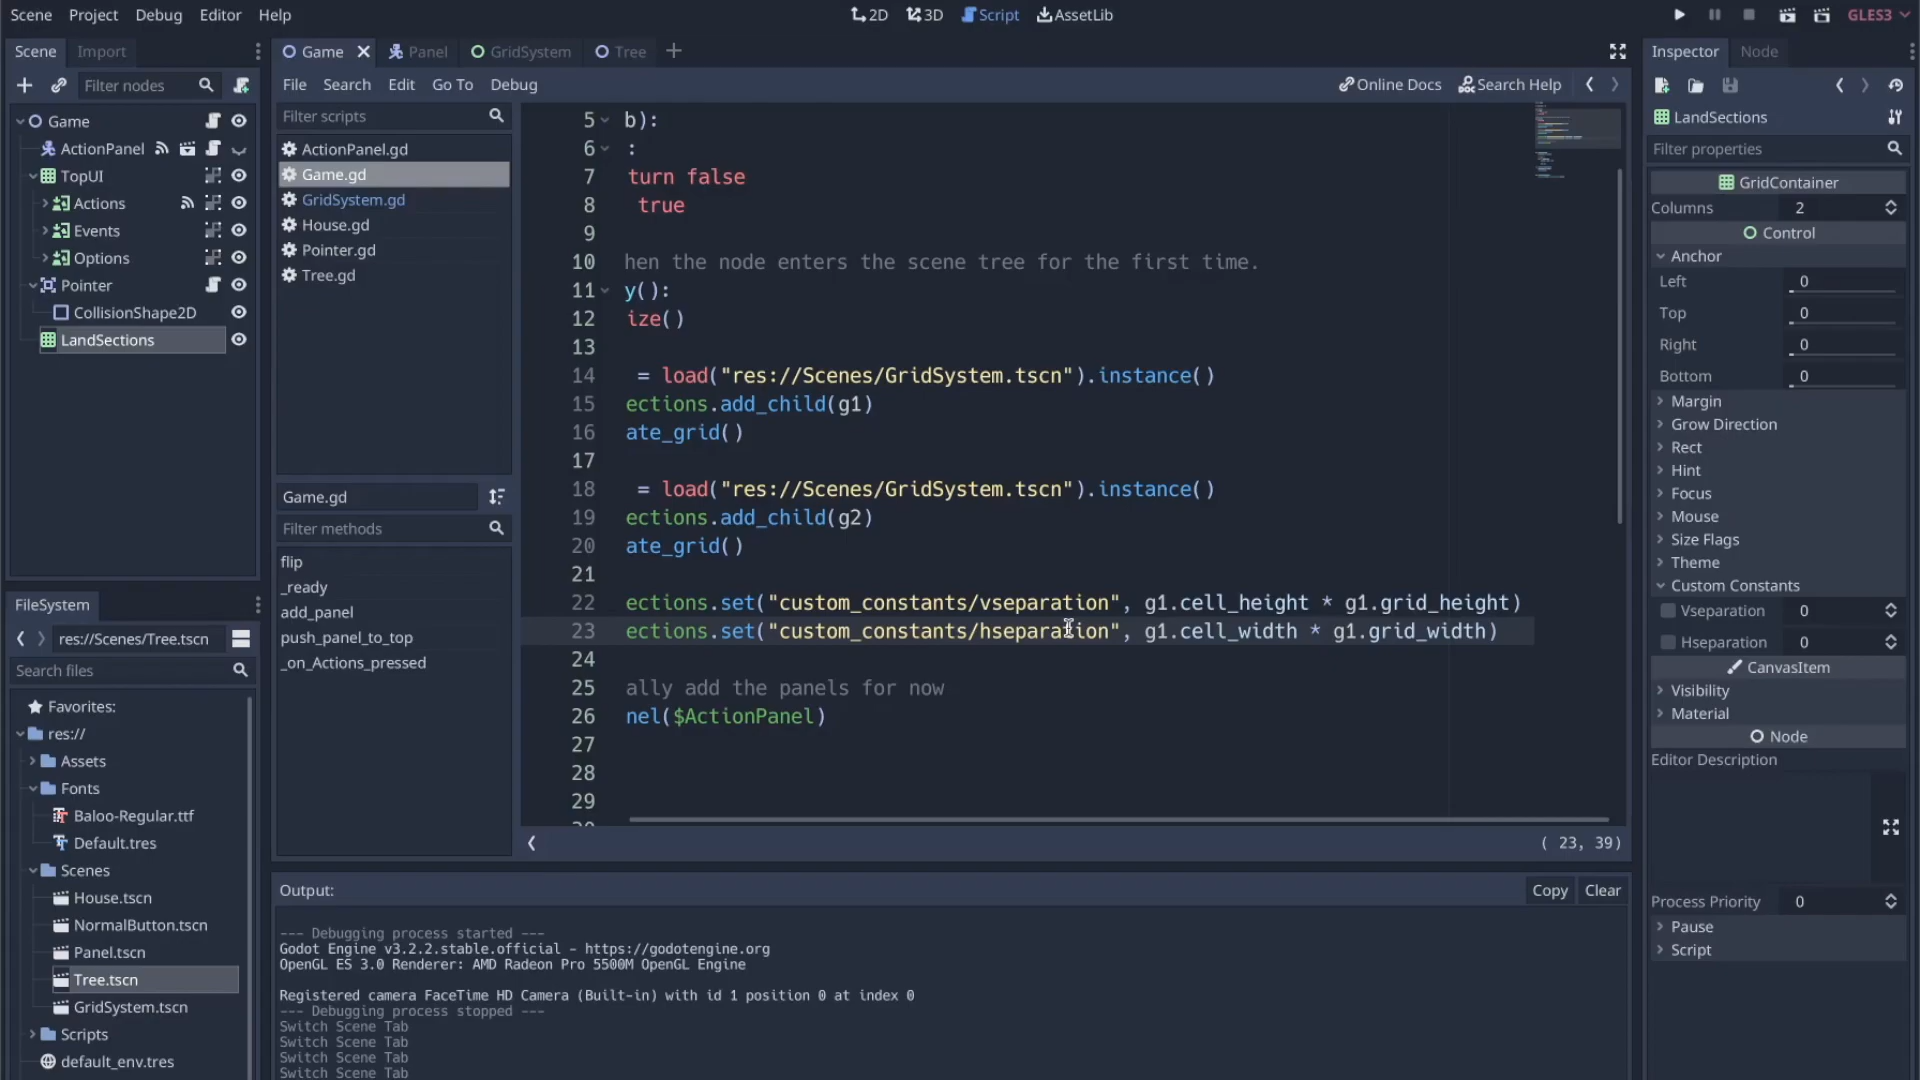 Scene Project Debug Editor Help
2D 3D Script AssetLib
GLES3
Scene Import
Filter nodes
Game
ActionPanel
TopUI
Actions
Events
Options
Pointer
CollisionShape2D
LandSections
FileSystem
res://Scenes/Tree.tscn
Search files
Favorites:
res://
Assets
Fonts
Baloo-Regular.ttf
Default.tres
Scenes
House.tscn
NormalButton.tscn
Panel.tscn
Tree.tscn
GridSystem.tscn
Scripts
default_env.tres
Game Panel GridSystem Tree
File Search Edit Go To Debug
Online Docs Search Help
Filter scripts
ActionPanel.gd
Game.gd
GridSystem.gd
House.gd
Pointer.gd
Tree.gd
Game.gd
Filter methods
flip
_ready
add_panel
push_panel_to_top
_on_Actions_pressed
5 b):
6 :
7 turn false
8 true
9
10 hen the node enters the scene tree for the first time.
11 y():
12 ize()
13
14 = load("res://Scenes/GridSystem.tscn").instance()
15 ections.add_child(g1)
16 ate_grid()
17
18 = load("res://Scenes/GridSystem.tscn").instance()
19 ections.add_child(g2)
20 ate_grid()
21
22 ections.set("custom_constants/vseparation", g1.cell_height * g1.grid_height)
23 ections.set("custom_constants/hseparation", g1.cell_width * g1.grid_width)
24
25 ally add the panels for now
26 nel($ActionPanel)
27
28
29
( 23, 39)
Output:
Copy Clear
--- Debugging process started ---
Godot Engine v3.2.2.stable.official - https://godotengine.org
OpenGL ES 3.0 Renderer: AMD Radeon Pro 5500M OpenGL Engine
Registered camera FaceTime HD Camera (Built-in) with id 1 position 0 at index 0
--- Debugging process stopped ---
Switch Scene Tab
Switch Scene Tab
Switch Scene Tab
Switch Scene Tab
Inspector Node
LandSections
Filter properties
GridContainer
Columns 2
Control
Anchor
Left 0
Top 0
Right 0
Bottom 0
Margin
Grow Direction
Rect
Hint
Focus
Mouse
Size Flags
Theme
Custom Constants
Vseparation 0
Hseparation 0
CanvasItem
Visibility
Material
Node
Editor Description
Process Priority 0
Pause
Script